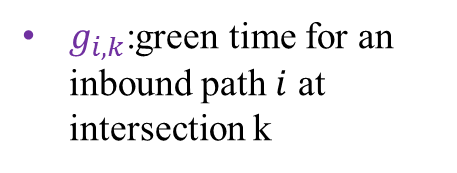 • g_{i,k}:green time for an
inbound path i at
intersection k